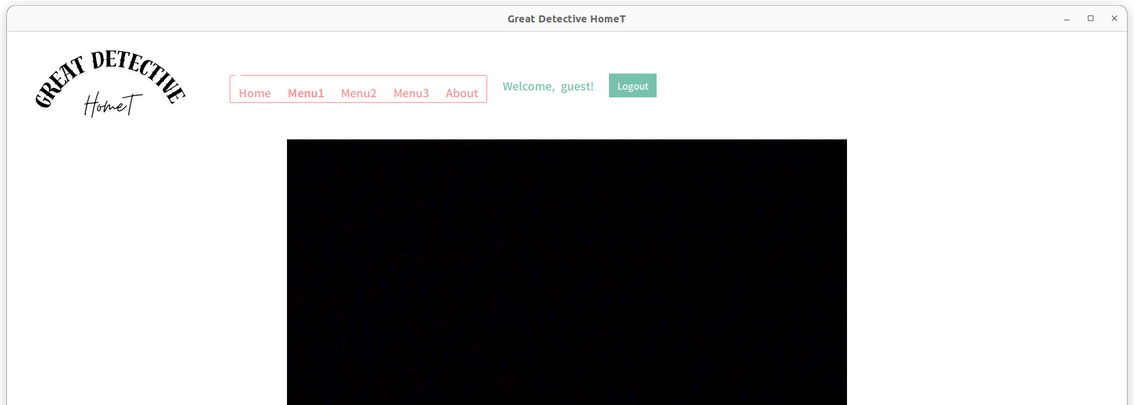 Great Detective HomeT
GREAT DETECTIVE
HomeT
Home Menu1 Menu2 Menu3 About
Welcome, guest!
Logout